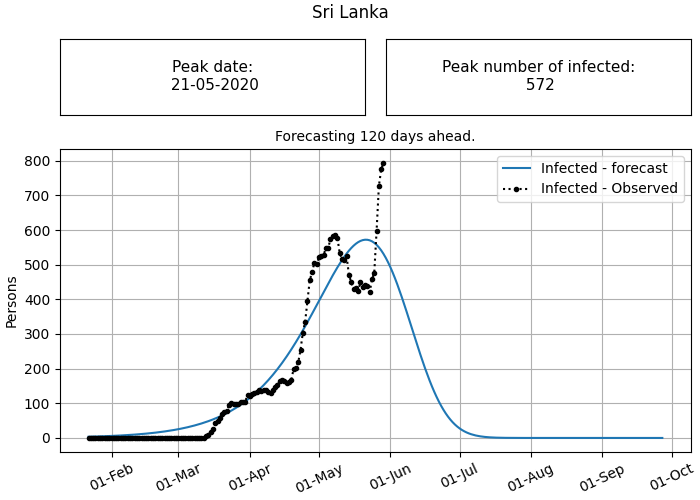 Sri Lanka
Peak date:
21-05-2020
Peak number of infected:
572
Forecasting 120 days ahead.
Infected - forecast
Infected - Observed
Persons
800
700
600
500
400
300
200
100
0
01-Feb
01-Mar
01-Apr
01-May
01-Jun
01-Jul
01-Aug
01-Sep
01-Oct